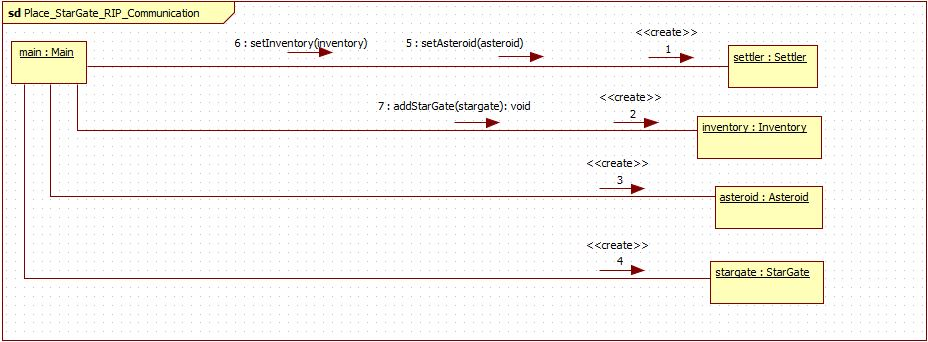 sd Place_StarGate_RIP_Communication
main : Main
6 : setInventory(inventory)
5 : setAsteroid(asteroid)
<<create>>
1
settler : Settler
7 : addStarGate(stargate): void
<<create>>
2
inventory : Inventory
<<create>>
3
asteroid : Asteroid
<<create>>
4
stargate : StarGate